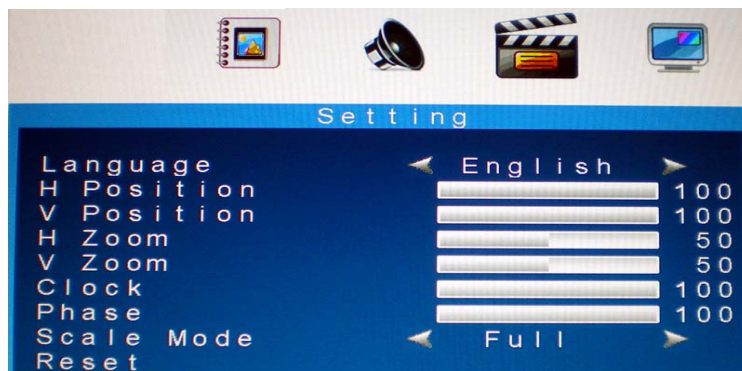 Setting
Language English
H Position 100
V Position 100
H Zoom 50
V Zoom 50
Clock 100
Phase 100
Scale Mode Full
Reset